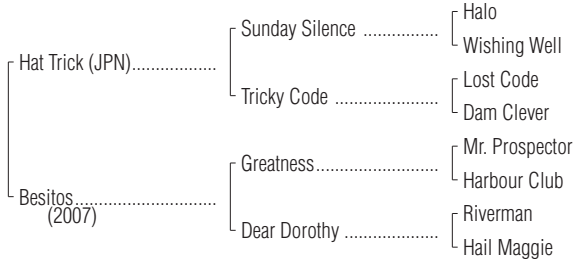 Halo
Sunday Silence .................
Wishing Well
Hat Trick (JPN)...................
Lost Code
Tricky Code .......................
Dam Clever
Mr. Prospector
Greatness...........................
Harbour Club
Besitos................................
(2007)
Riverman
Dear Dorothy .....................
Hail Maggie